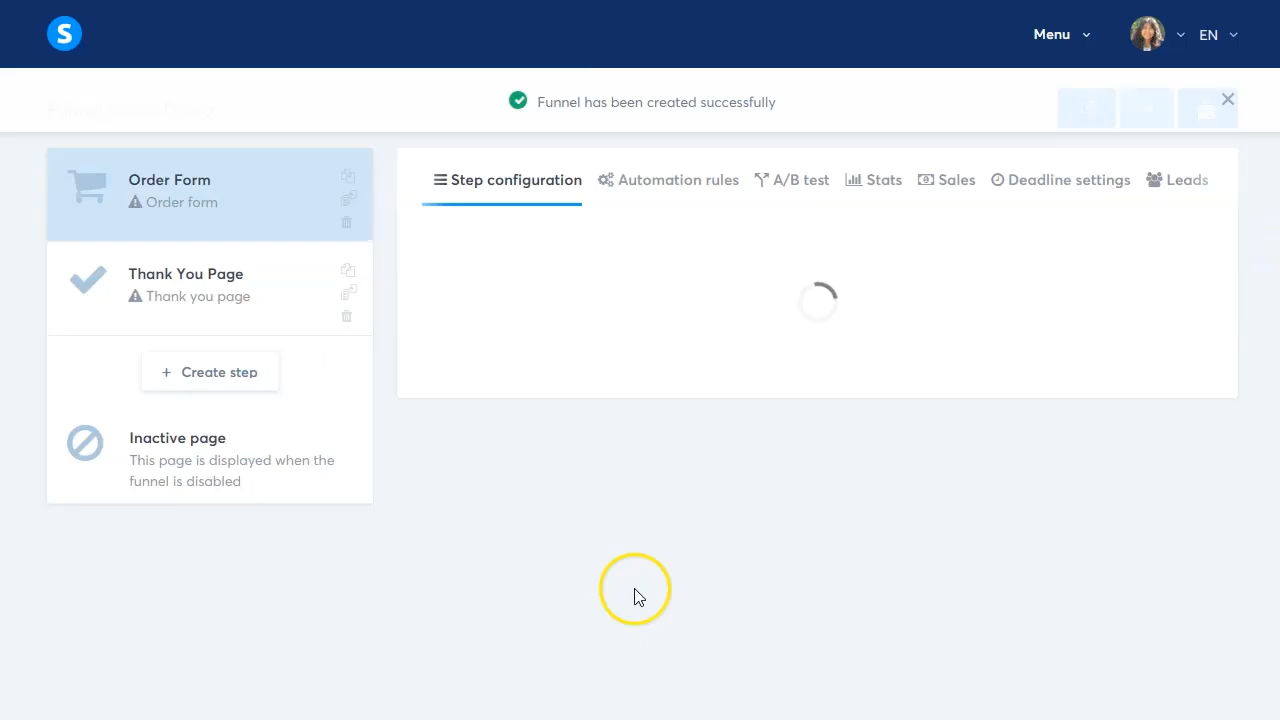 S
Menu
EN
Funnel has been created successfully
Order Form
Order form
Thank You Page
Thank you page
+ Create step
Inactive page
This page is displayed when the
funnel is disabled
Step configuration
Automation rules
A/B test
Stats
Sales
Deadline settings
Leads